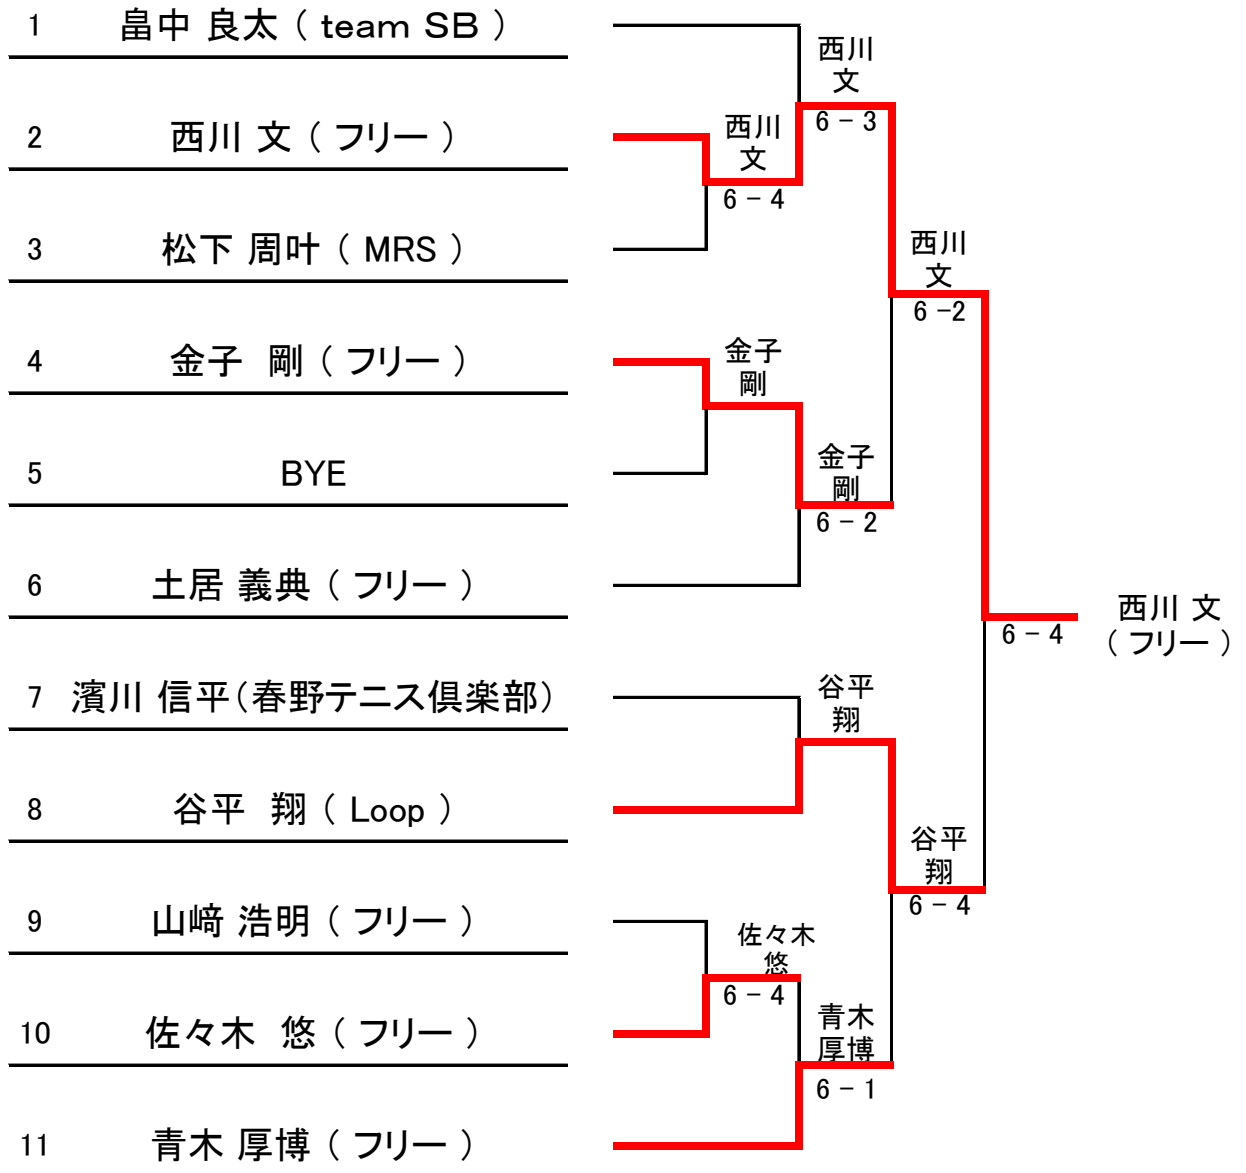 1 畠中 良太 ( team SB )
2 西川 文 ( フリー )
3 松下 周叶 ( MRS )
4 金子 剛 ( フリー )
5 BYE
6 土居 義典 ( フリー )
7 濱川 信平(春野テニス倶楽部)
8 谷平 翔 ( Loop )
9 山﨑 浩明 ( フリー )
10 佐々木 悠 ( フリー )
11 青木 厚博 ( フリー )
西川
文
6 - 4
金子
剛
佐々木
悠
6 - 4
西川
文
6 - 3
金子
剛
6 - 2
谷平
翔
青木
厚博
6 - 1
西川
文
6 -2
谷平
翔
6 - 4
6 - 4
西川 文
( フリー )